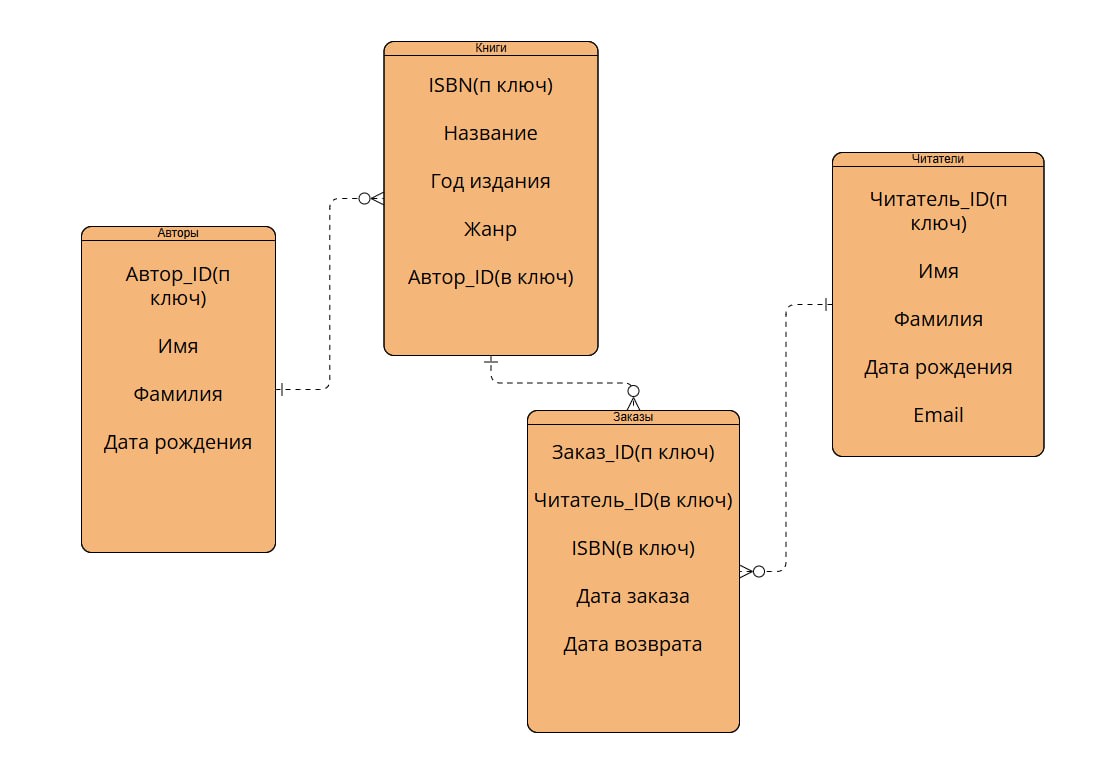 Книги
ISBN(п ключ)
Название
Год издания
Жанр
Автор_ID(в ключ)
Авторы
Автор_ID(п
ключ)
Имя
Фамилия
Дата рождения
Читатели
Читатель_ID(п
ключ)
Имя
Фамилия
Дата рождения
Email
Заказы
Заказ_ID(п ключ)
Читатель_ID(в ключ)
ISBN(в ключ)
Дата заказа
Дата возврата